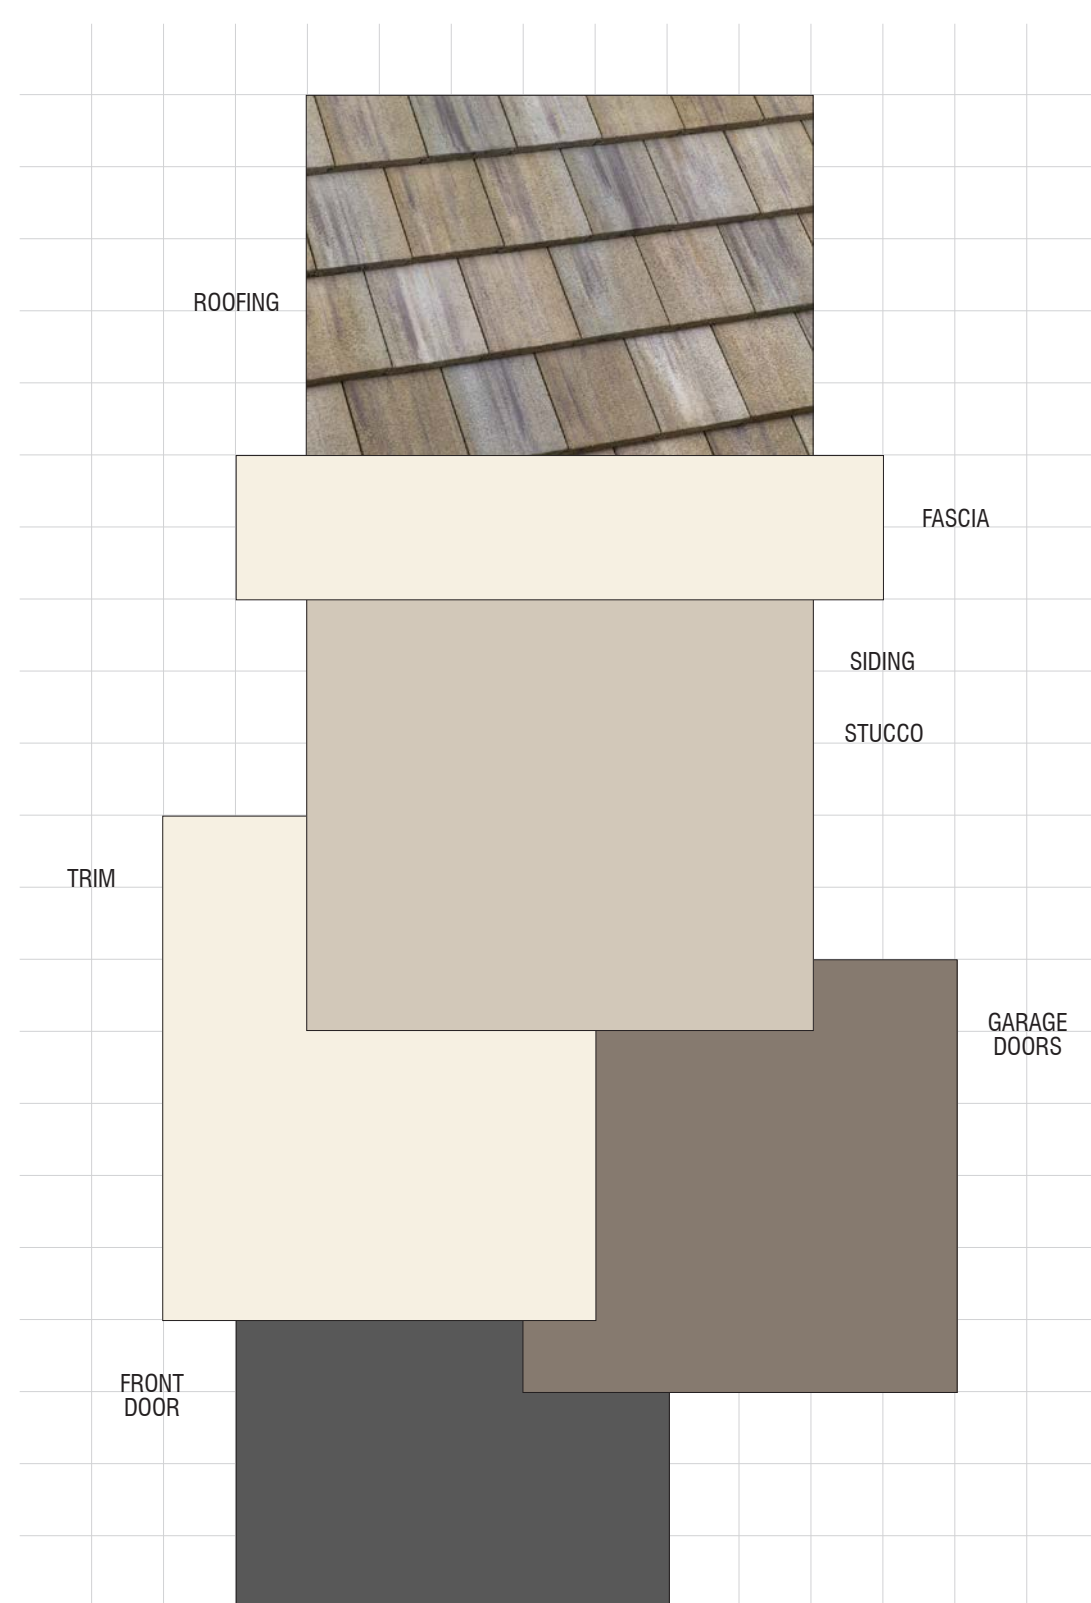 ROOFING
FASCIA
SIDING
STUCCO
TRIM
GARAGE
DOORS
FRONT
DOOR